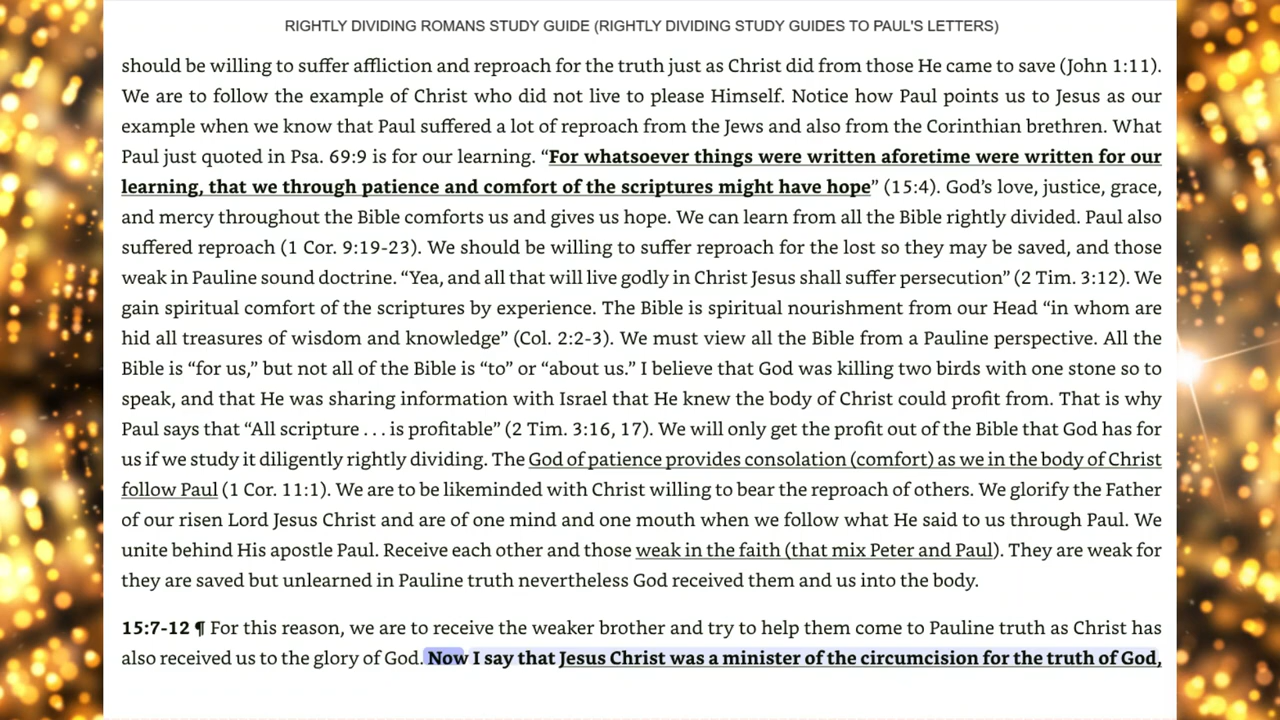 RIGHTLY DIVIDING ROMANS STUDY GUIDE (RIGHTLY DIVIDING STUDY GUIDES TO PAUL'S LETTERS)
should be willing to suffer affliction and reproach for the truth just as Christ did from those He came to save (John 1:11).
We are to follow the example of Christ who did not live to please Himself. Notice how Paul points us to Jesus as our
example when we know that Paul suffered a lot of reproach from the Jews and also from the Corinthian brethren. What
Paul just quoted in Psa. 69:9 is for our learning. “For whatsoever things were written aforetime were written for our
learning, that we through patience and comfort of the scriptures might have hope” (15:4). God’s love, justice, grace,
and mercy throughout the Bible comforts us and gives us hope. We can learn from all the Bible rightly divided. Paul also
suffered reproach (1 Cor. 9:19-23). We should be willing to suffer reproach for the lost so they may be saved, and those
weak in Pauline sound doctrine. “Yea, and all that will live godly in Christ Jesus shall suffer persecution” (2 Tim. 3:12). We
gain spiritual comfort of the scriptures by experience. The Bible is spiritual nourishment from our Head “in whom are
hid all treasures of wisdom and knowledge” (Col. 2:2-3). We must view all the Bible from a Pauline perspective. All the
Bible is “for us,” but not all of the Bible is “to” or “about us.” I believe that God was killing two birds with one stone so to
speak, and that He was sharing information with Israel that He knew the body of Christ could profit from. That is why
Paul says that “All scripture . . . is profitable” (2 Tim. 3:16, 17). We will only get the profit out of the Bible that God has for
us if we study it diligently rightly dividing. The God of patience provides consolation (comfort) as we in the body of Christ
follow Paul (1 Cor. 11:1). We are to be likeminded with Christ willing to bear the reproach of others. We glorify the Father
of our risen Lord Jesus Christ and are of one mind and one mouth when we follow what He said to us through Paul. We
unite behind His apostle Paul. Receive each other and those weak in the faith (that mix Peter and Paul). They are weak for
they are saved but unlearned in Pauline truth nevertheless God received them and us into the body.
15:7-12 ¶ For this reason, we are to receive the weaker brother and try to help them come to Pauline truth as Christ has
also received us to the glory of God. Now I say that Jesus Christ was a minister of the circumcision for the truth of God,